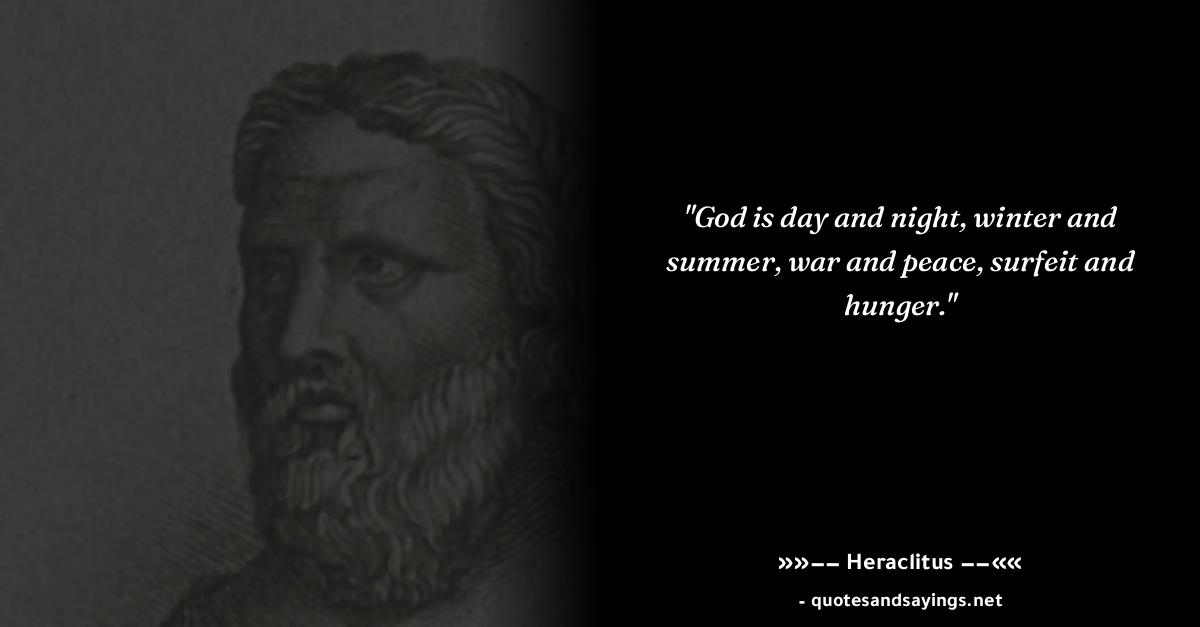 "God is day and night, winter and
summer, war and peace, surfeit and
hunger."
»»−− Heraclitus −−««
- quotesandsayings.net